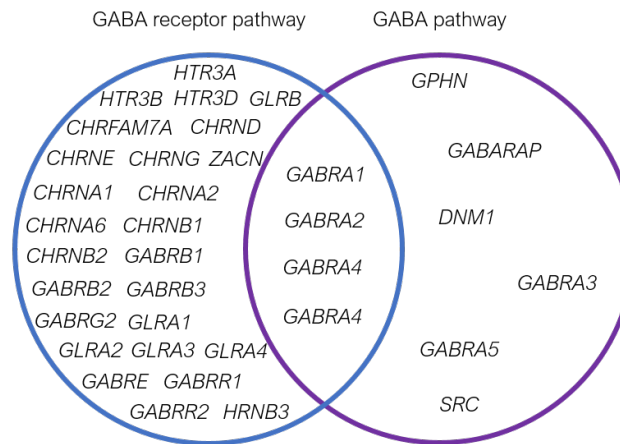 GABA receptor pathway GABA pathway
HTR3A
GPHN
HTR3B HTR3D GLRB
CHRFAM7A CHRND
GABARAP
CHRNE CHRNG ZACN
GABRA1
CHRNA1 CHRNA2
GABRA2 DNM1
CHRNA6 CHRNB1
CHRNB2 GABRB1
GABRA4
GABRA3
GABRB2 GABRB3
GABRA4
GABRG2 GLRA1
GLRA2 GLRA3 GLRA4
GABRA5
GABRE GABRR1
SRC
GABRR2 HRNB3